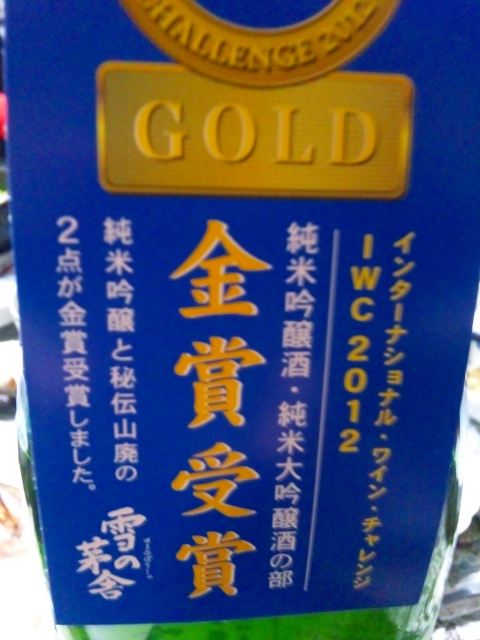 CHALLENGE 2012
GOLD
インターナショナル・ワイン・チャレンジ
IWC 2012
純米吟醸酒・純米大吟醸酒の部
金賞受賞
純米吟醸と秘伝山廃の
2点が金賞受賞しました。
雪の茅舎